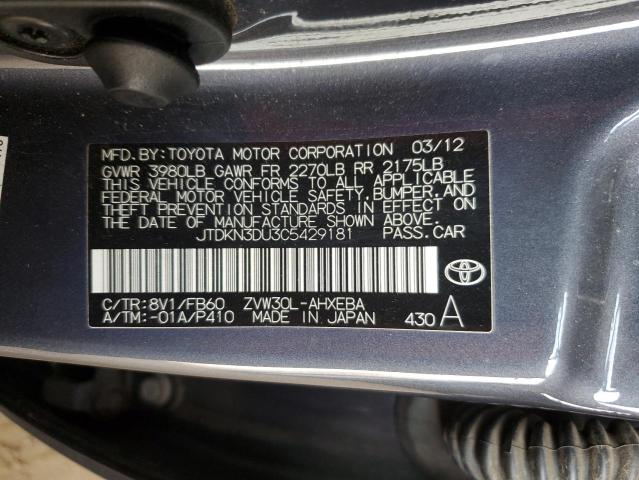 MFD. BY: TOYOTA MOTOR CORPORATION 03/12
GVWR 3980LB GAWR FR 2270LB RR 2175LB
THIS VEHICLE CONFORMS TO ALL APPLICABLE
FEDERAL MOTOR VEHICLE SAFETY, BUMPER, AND
THEFT PREVENTION STANDARDS IN EFFECT ON
THE DATE OF MANUFACTURE SHOWN ABOVE.
JTDKN3DU3C5429181 PASS. CAR
C/TR: 8V1/FB60 ZVW30L-AHXEBA
A/TM: -01A/P410 MADE IN JAPAN 430 A